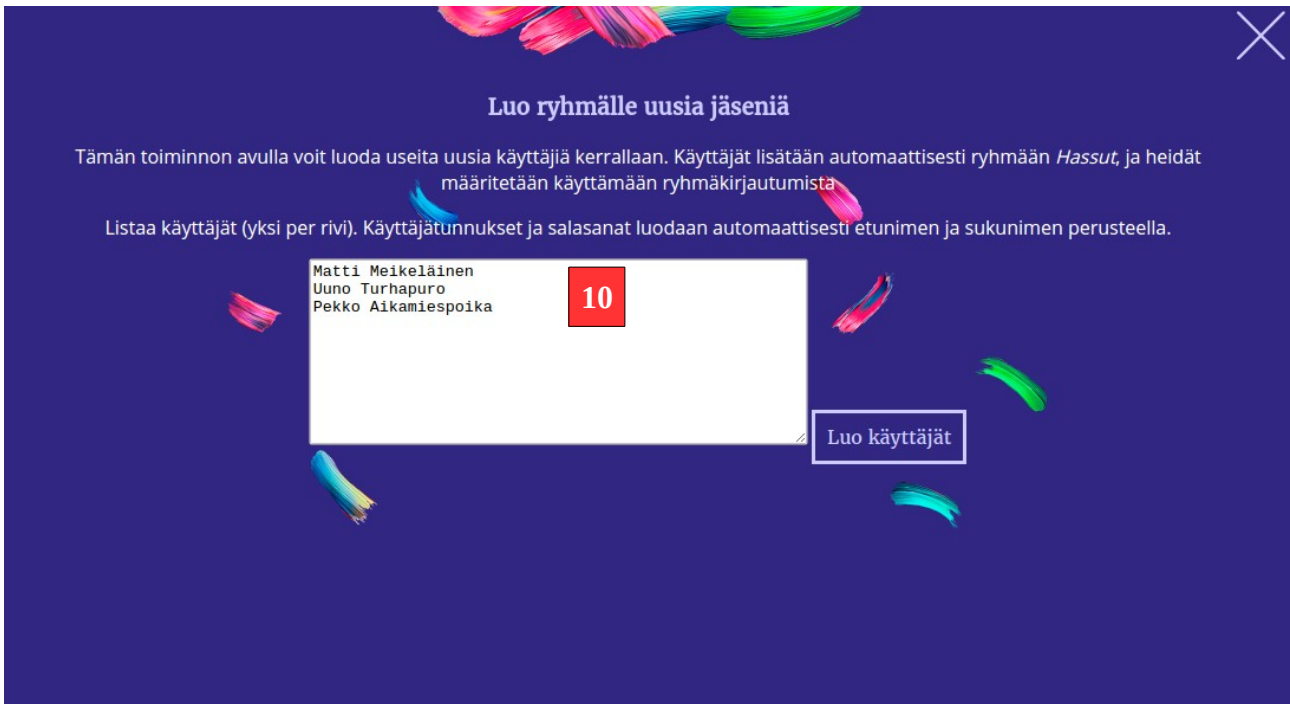 Luo ryhmälle uusia jäseniä
Tämän toiminnon avulla voit luoda useita uusia käyttäjiä kerrallaan. Käyttäjät lisätään automaattisesti ryhmään Hassut, ja heidät
määritetään käyttämään ryhmäkirjautumista
Listaa käyttäjät (yksi per rivi). Käyttäjätunnukset ja salasanat luodaan automaattisesti etunimen ja sukunimen perusteella.
Matti Meikeläinen
Uuno Turhapuro
Pekko Aikamiespoika
10
Luo käyttäjät